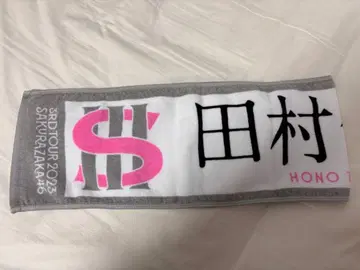 3RD TOUR 2023
SAKURAZAKA46
S
田村
HONO T